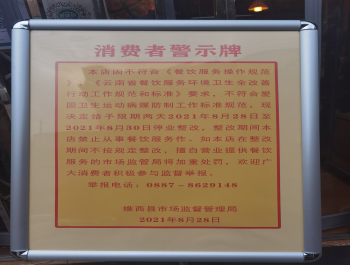 消费者警示牌
本店因不符合《餐饮服务操作规范
》、《云南省餐饮服务环境卫生全改善
行动工作规范和标准》要求，不符合爱
国卫生运动病媒防制工作标准规范，现
决定给予限期两天2021年8月28日至
2021年8月30日停业整改，整改期间本
店禁止从事餐饮服务作。如本店在整改
期间不按规定整改，擅自营业提供餐饮
服务的市场监管局将加重处罚，欢迎广
大消费者积极参与监督举报。
举报电话：0887-8629148
维西县市场监督管理局
2021年8月28日